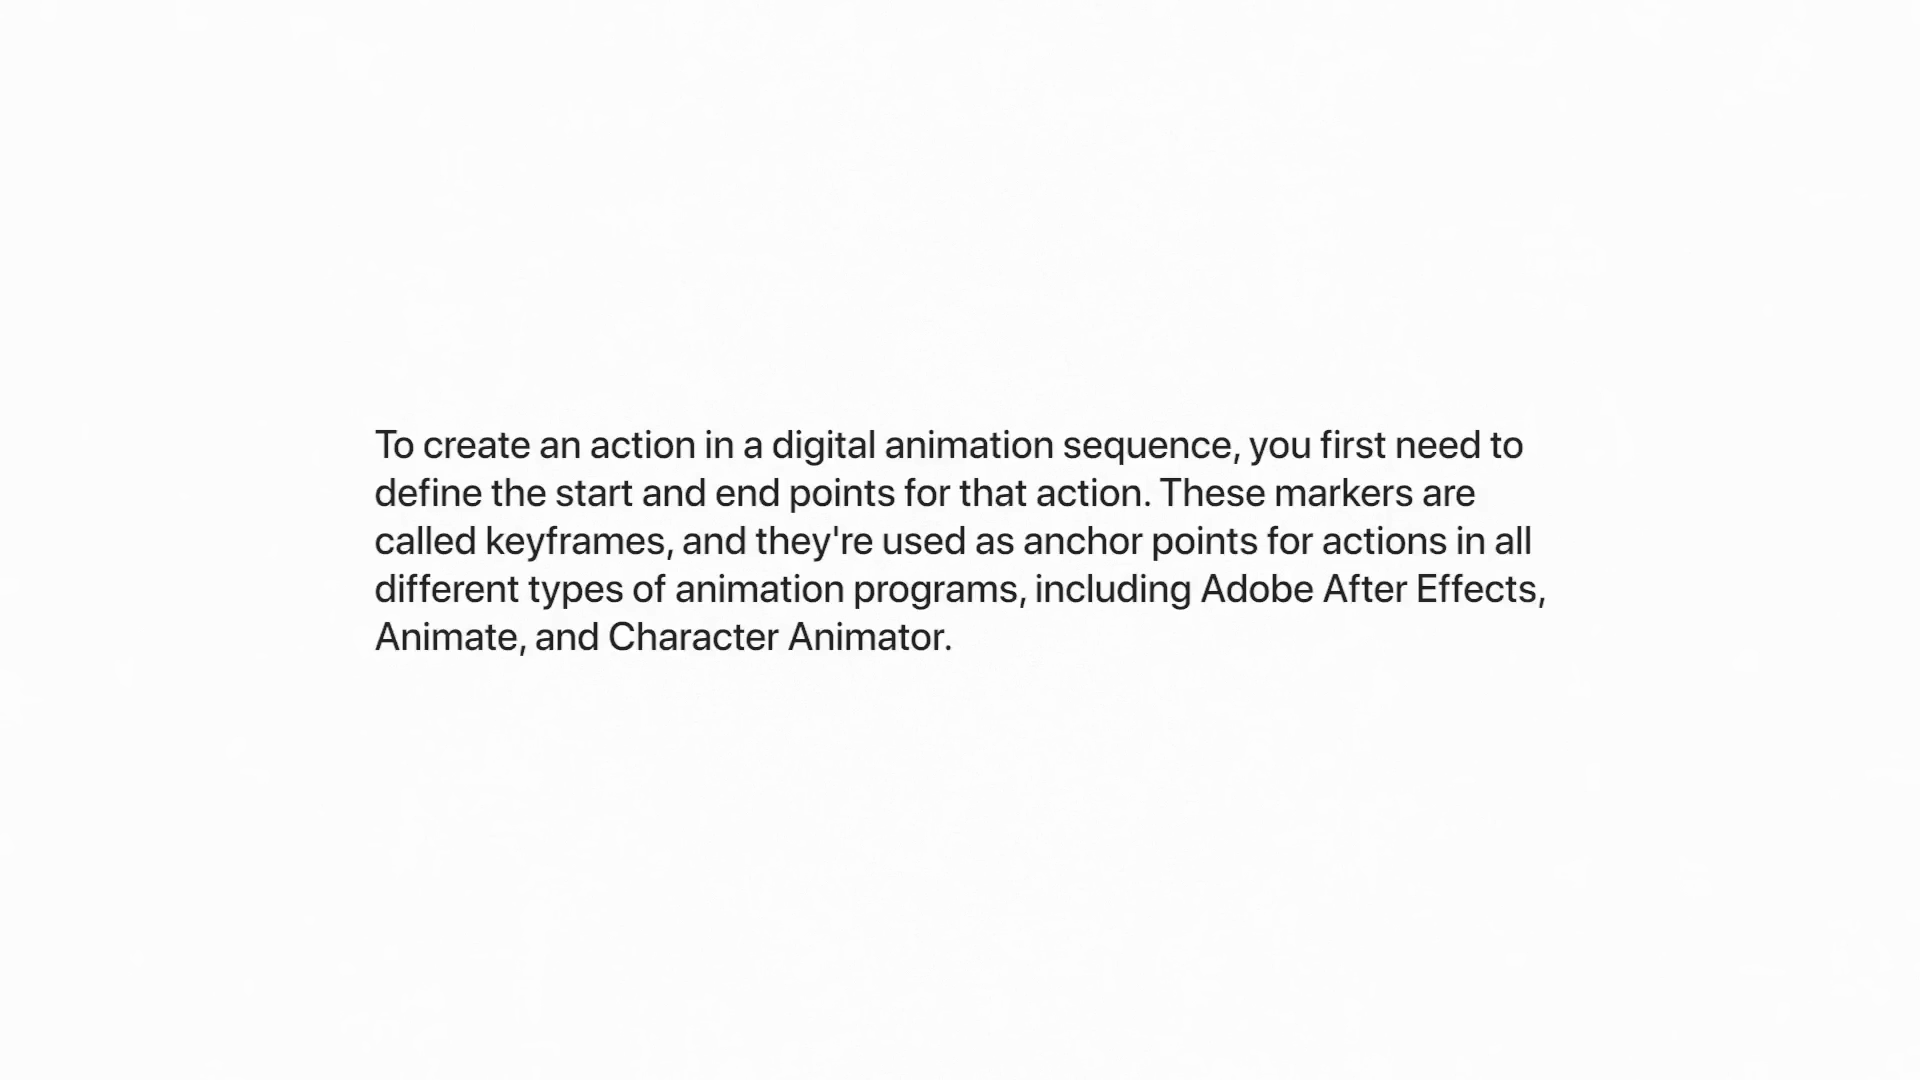 To create an action in a digital animation sequence, you first need to
define the start and end points for that action. These markers are
called keyframes, and they're used as anchor points for actions in all
different types of animation programs, including Adobe After Effects,
Animate, and Character Animator.